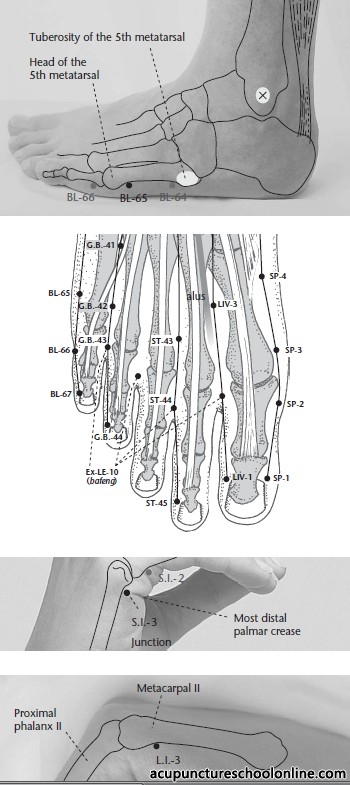 Tuberosity of the 5th metatarsal
Head of the
5th metatarsal
BL-66
BL-65
BL-64
G.B.-41
SP-4
BL-65
alus
G.B.-42
LIV-3
G.B.-43
ST-43
BL-66
SP-3
BL-67
ST-44
SP-2
G.B.-44
Ex-LE-10
(bafeng)
LIV-1
SP-1
ST-45
S.I.-2
S.I.-3
Junction
Most distal
palmar crease
Metacarpal II
Proximal
phalanx II
L.I.-3
acupunctureschoolonline.com